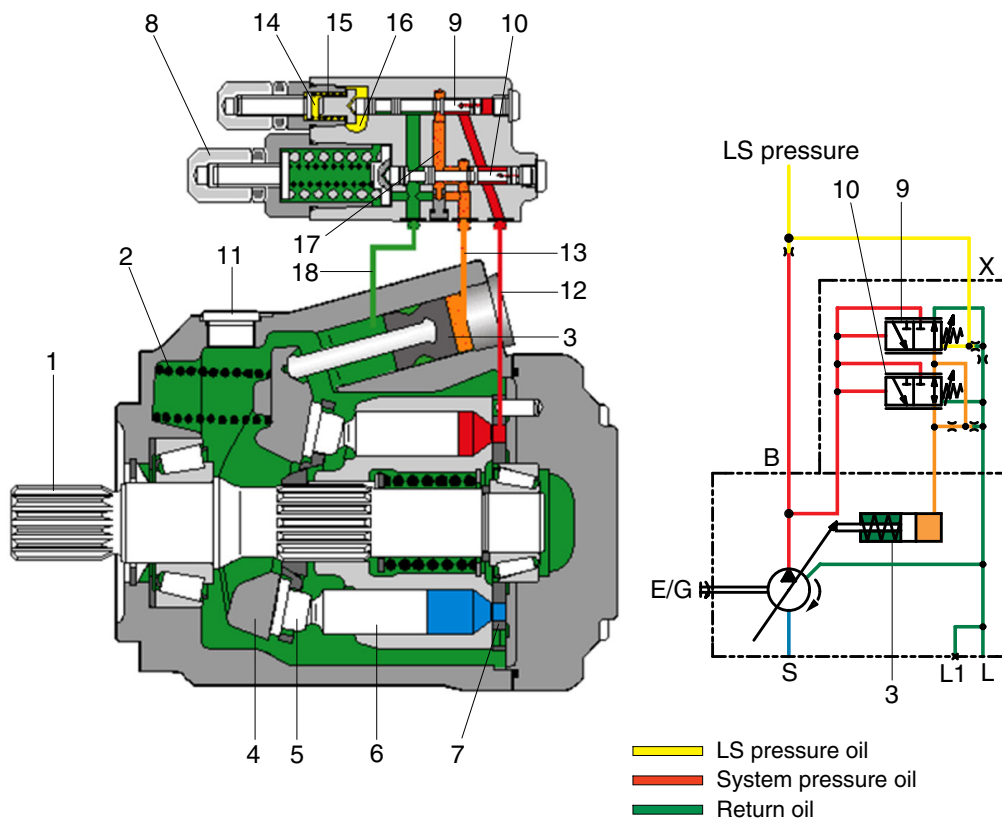 8 14 15 16 9 10
LS pressure
10 9
17
18 13
12
2 11
3
1
X
B
E/G
S L1 L
3
4 5 6 7
LS pressure oil
System pressure oil
Return oil